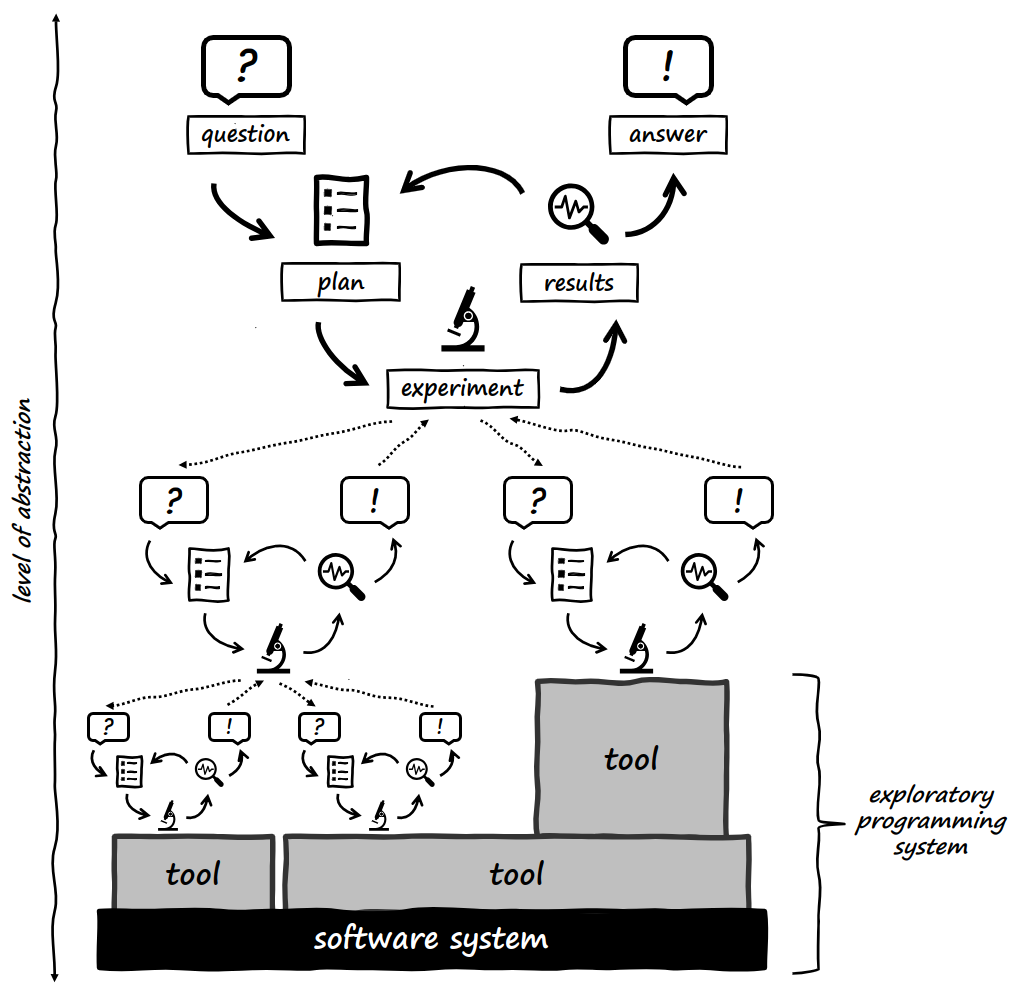 ?
!
question
answer
plan
results
experiment
level of abstraction
?
!
?
!
?
!
?
!
tool
exploratory
programming
system
tool
tool
software system